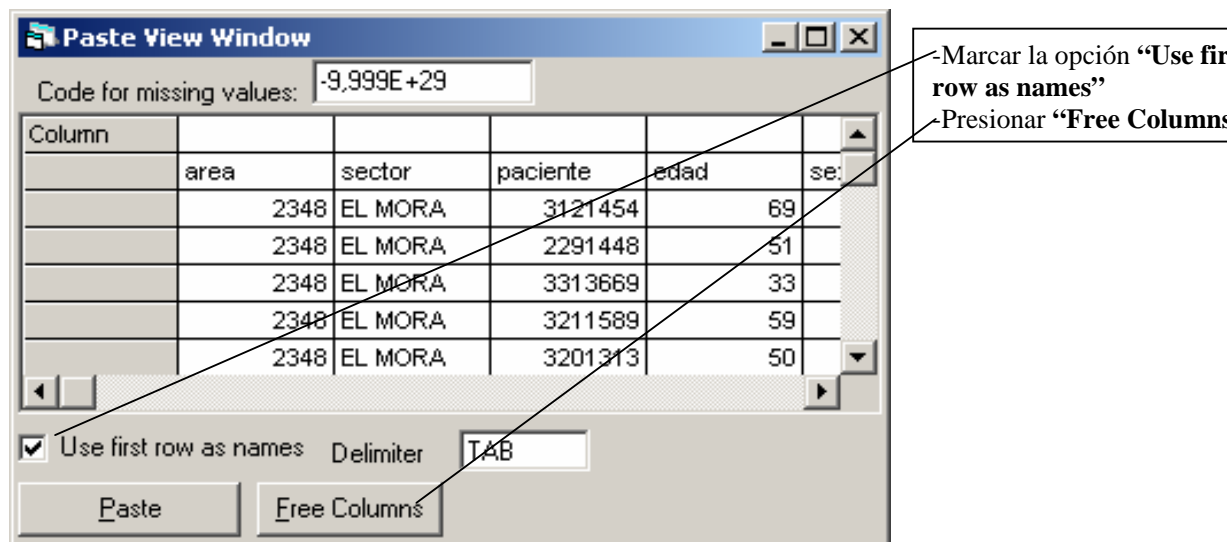 Paste View Window
Code for missing values: -9,999E+29
Column
area sector paciente edad se
2348 EL MORA 3121454 69
2348 EL MORA 2291448 51
2348 EL MORA 3313669 33
2348 EL MORA 3211589 59
2348 EL MORA 3201313 50
Use first row as names Delimiter TAB
Paste Free Columns
-Marcar la opción “Use fir
row as names”
-Presionar “Free Columns